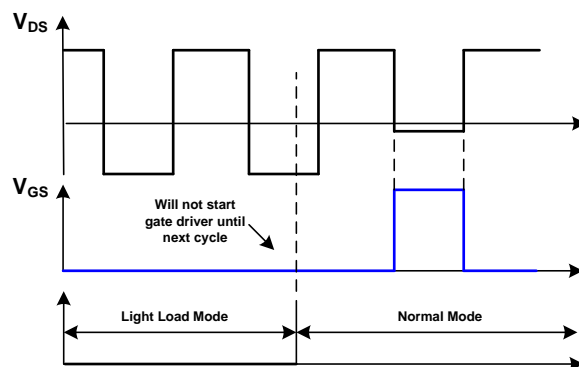 VDS
VGS
Will not start
gate driver until
next cycle
Light Load Mode
Normal Mode